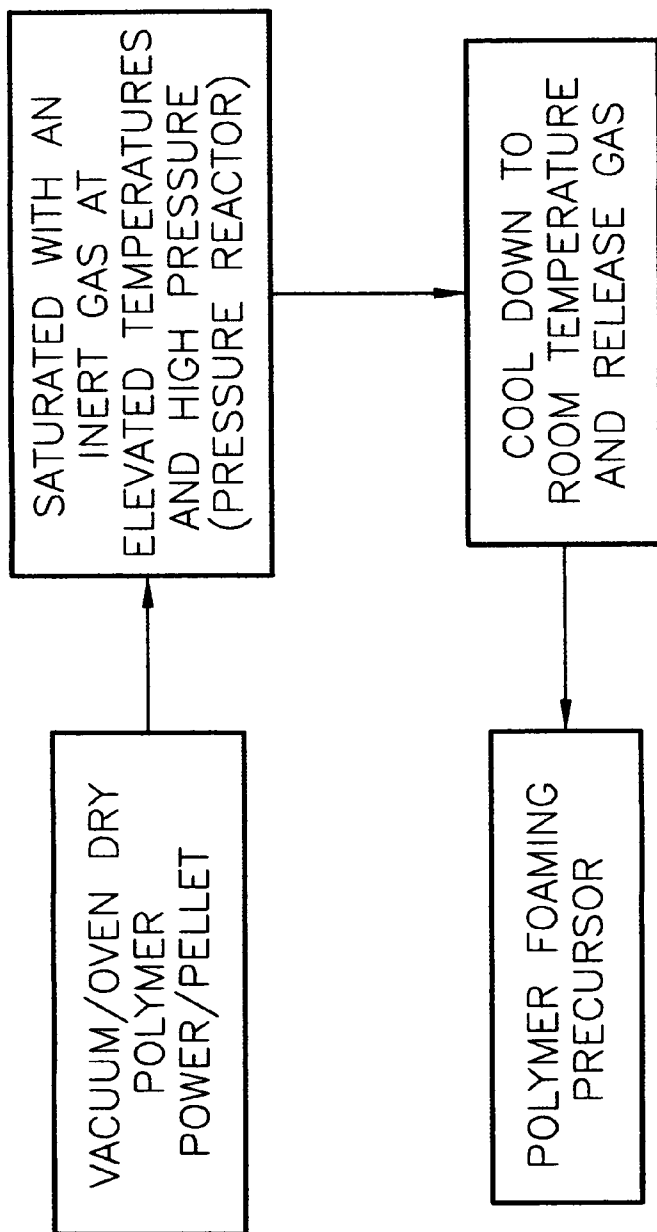 VACUUM/OVEN DRY
POLYMER
POWER/PELLET
SATURATED WITH AN
INERT GAS AT
ELEVATED TEMPERATURES
AND HIGH PRESSURE
(PRESSURE REACTOR)
COOL DOWN TO
ROOM TEMPERATURE
AND RELEASE GAS
POLYMER FOAMING
PRECURSOR